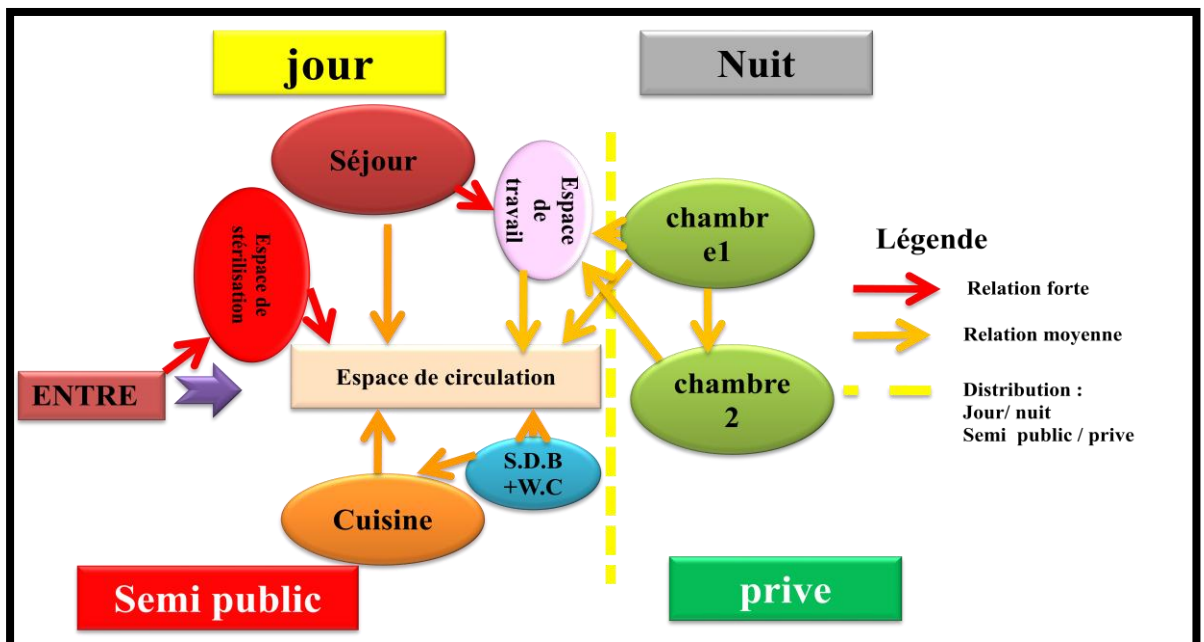 jour
Nuit
Séjour
Espace
de
travail
chambr
e1
Espace de
stérilisation
Légende
Relation forte
Relation moyenne
ENTRE
Espace de circulation
chambre
2
Distribution :
Jour/ nuit
Semi public / prive
S.D.B
+W.C
Cuisine
Semi public
prive